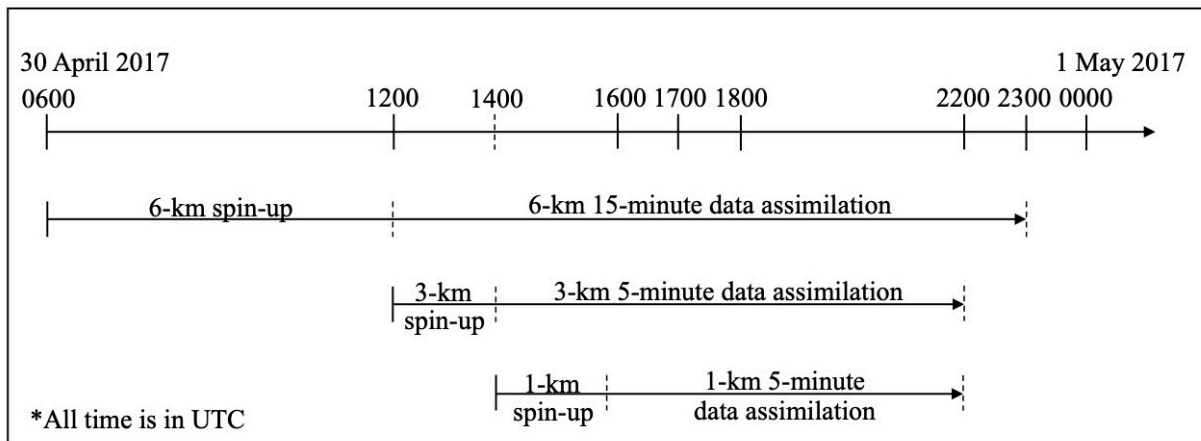 30 April 2017 1 May 2017
0600 1200 1400 1600 1700 1800 2200 2300 0000
6-km spin-up 6-km 15-minute data assimilation
3-km spin-up 3-km 5-minute data assimilation
1-km spin-up 1-km 5-minute data assimilation
*All time is in UTC